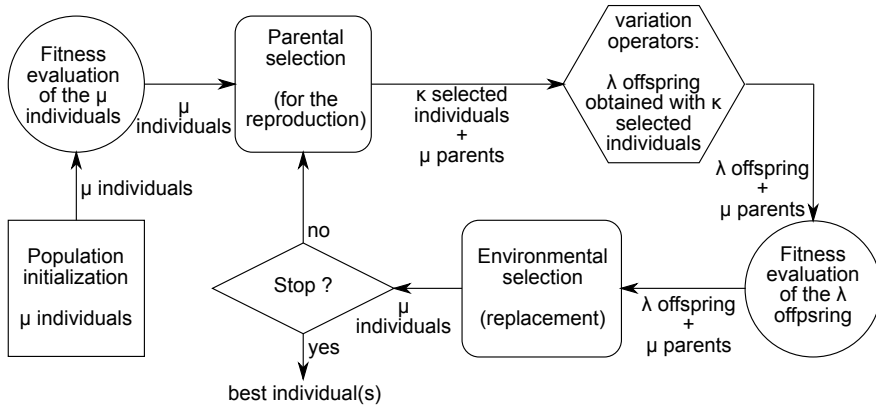 Fitness
evaluation
of the μ
individuals
μ
individuals
Parental
selection
(for the
reproduction)
κ selected
individuals
+
μ parents
variation
operators:
λ offspring
obtained with κ
selected
individuals
λ offspring
+
μ parents
μ individuals
Population
initialization
μ individuals
no
Stop ?
yes
best individual(s)
μ
individuals
Environmental
selection
(replacement)
λ offspring
+
μ parents
Fitness
evaluation
of the λ
offpsring